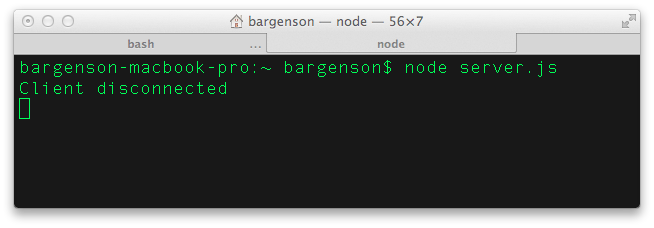 bargenson — node — 56×7
bash ... node
bargenson-macbook-pro:~ bargenson$ node server.js
Client disconnected